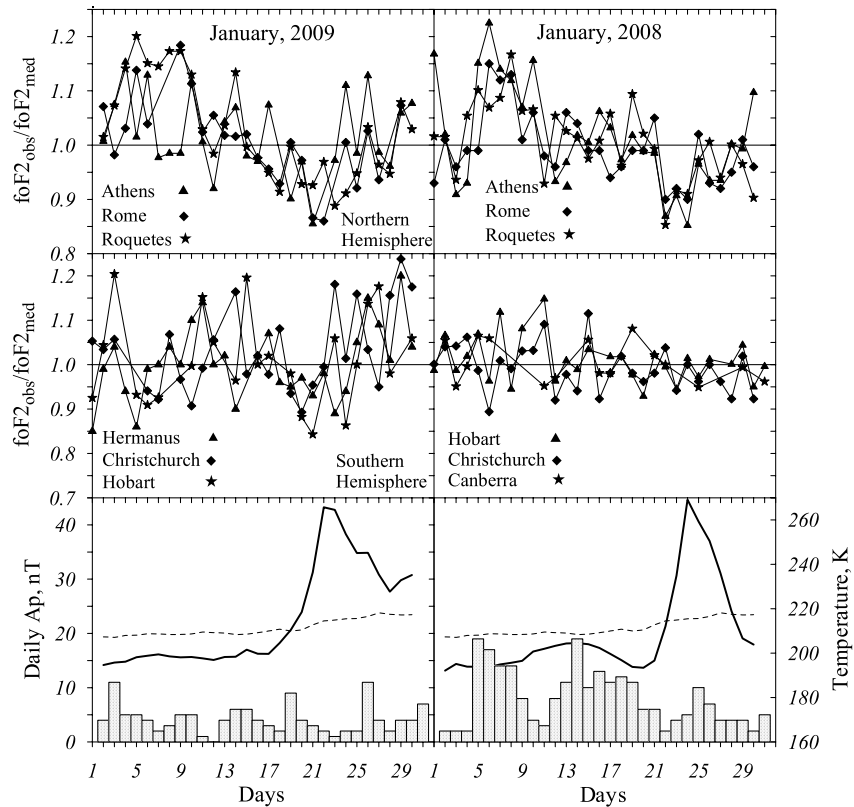 January, 2009
January, 2008
foF2obs/foF2med
1.2
1.1
1.0
0.9
0.8
Athens
Rome
Roquetes
Northern
Hemisphere
Athens
Rome
Roquetes
foF2obs/foF2med
1.2
1.1
1.0
0.9
0.8
0.7
Hermanus
Christchurch
Hobart
Southern
Hemisphere
Hobart
Christchurch
Canberra
Daily Ap, nT
40
30
20
10
0
Temperature, K
260
240
220
200
180
160
1 5 9 13 17 21 25 29
1 5 9 13 17 21 25 29
Days
Days